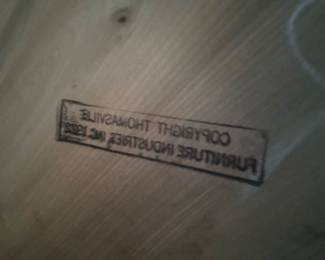 COPYRIGHT THOMASVILLE
FURNITURE INDUSTRIES INC.